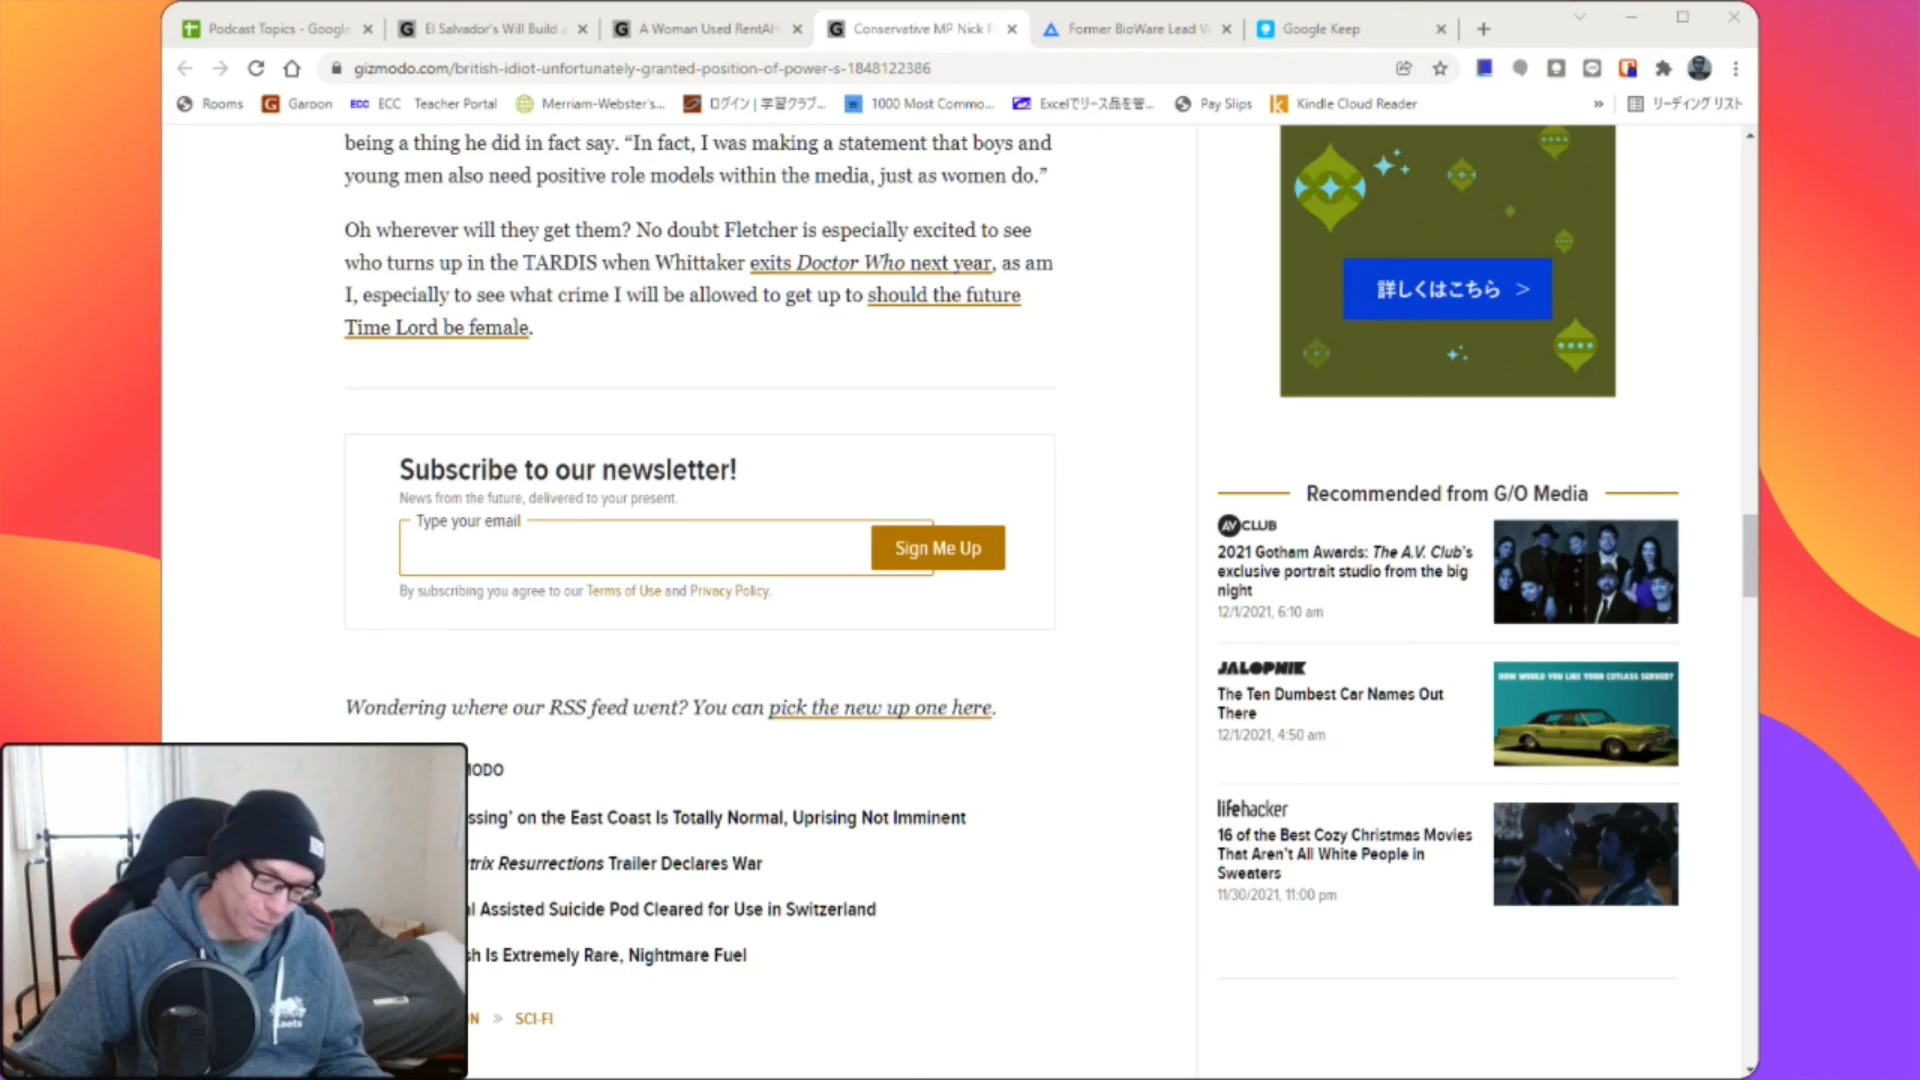 Podcast Topics - Google
El Salvador's Will Build a
A Woman Used RentAH
Conservative MP Nick F
Former BioWare Lead W
Google Keep
gizmodo.com/british-idiot-unfortunately-granted-position-of-power-s-1848122386
Rooms
Garoon
ECC ECC
Teacher Portal
Merriam-Webster's...
ログイン | 学習クラブ...
1000 Most Commo...
Excelでリース品を管...
Pay Slips
Kindle Cloud Reader
»
リーディング リスト
being a thing he did in fact say. “In fact, I was making a statement that boys and
young men also need positive role models within the media, just as women do.”
Oh wherever will they get them? No doubt Fletcher is especially excited to see
who turns up in the TARDIS when Whittaker exits Doctor Who next year, as am
I, especially to see what crime I will be allowed to get up to should the future
Time Lord be female.
Subscribe to our newsletter!
News from the future, delivered to your present.
Type your email
Sign Me Up
By subscribing you agree to our Terms of Use and Privacy Policy.
Wondering where our RSS feed went? You can pick the new up one here.
MODO
ssing’ on the East Coast Is Totally Normal, Uprising Not Imminent
trix Resurrections Trailer Declares War
l Assisted Suicide Pod Cleared for Use in Switzerland
sh Is Extremely Rare, Nightmare Fuel
N » SCI-FI
詳しくはこちら >
Recommended from G/O Media
AV CLUB
2021 Gotham Awards: The A.V. Club's
exclusive portrait studio from the big
night
12/1/2021, 6:10 am
JALOPNIK
The Ten Dumbest Car Names Out
There
12/1/2021, 4:50 am
HOW WOULD YOU LIKE YOUR CUTLASS SERVED?
lifehacker
16 of the Best Cozy Christmas Movies
That Aren't All White People in
Sweaters
11/30/2021, 11:00 pm